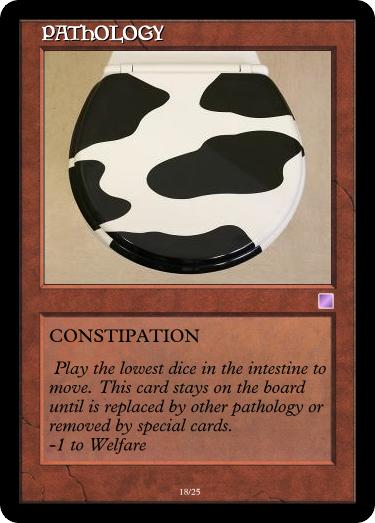 PATHOLOGY
CONSTIPATION
Play the lowest dice in the intestine to
move. This card stays on the board
until is replaced by other pathology or
removed by special cards.
-1 to Welfare
18/25